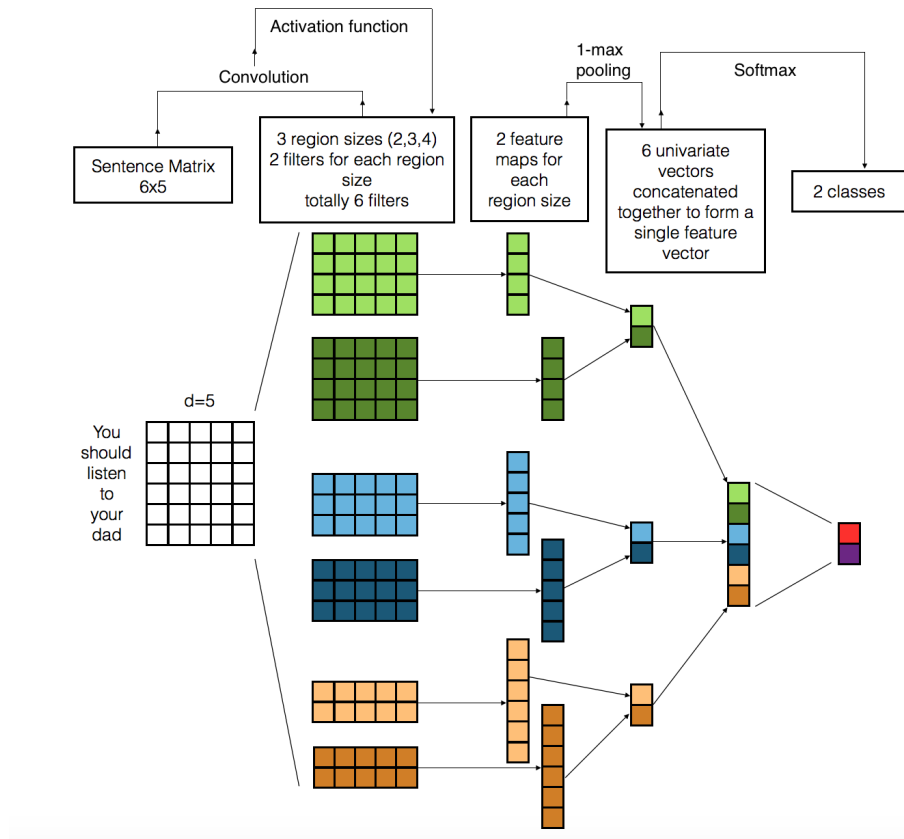 Activation function
Convolution
1-max
pooling
Softmax
Sentence Matrix
6x5
3 region sizes (2,3,4)
2 filters for each region
size
totally 6 filters
2 feature
maps for
each
region size
6 univariate
vectors
concatenated
together to form a
single feature
vector
2 classes
d=5
You
should
listen
to
your
dad